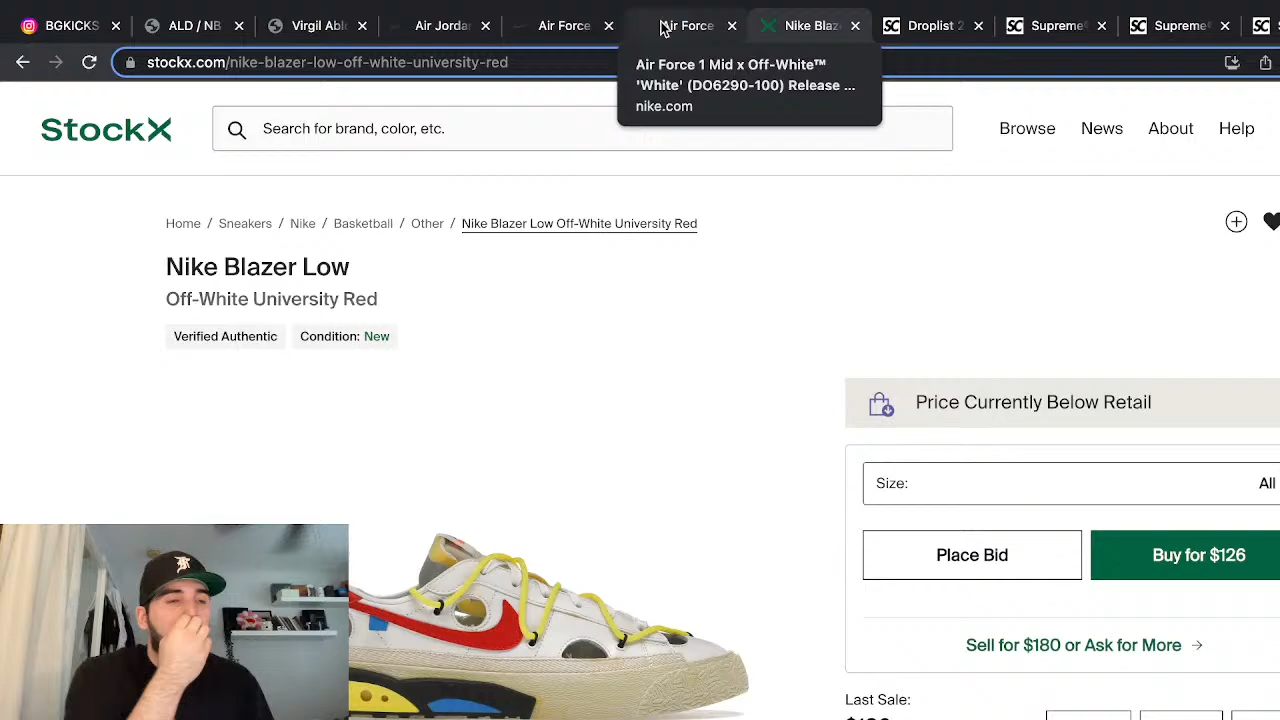 BGKICKS
ALD / NB
Virgil Abl
Air Jorda
Air Force
Air Force
Nike Blaz
Droplist 2
Supreme
Supreme
stockx.com/nike-blazer-low-off-white-university-red
Air Force 1 Mid x Off-White™
'White' (DO6290-100) Release ...
nike.com
StockX
Search for brand, color, etc.
Browse
News
About
Help
Home / Sneakers / Nike / Basketball / Other / Nike Blazer Low Off-White University Red
Nike Blazer Low
Off-White University Red
Verified Authentic
Condition: New
Price Currently Below Retail
Size:
All
Place Bid
Buy for $126
Sell for $180 or Ask for More →
Last Sale: